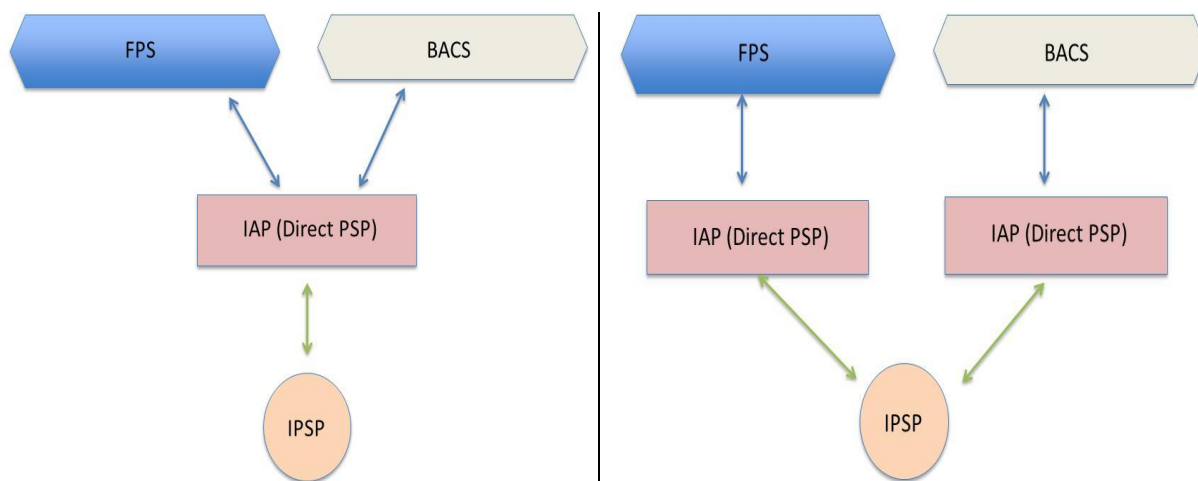 FPS
BACS
IAP (Direct PSP)
IPSP
FPS
BACS
IAP (Direct PSP)
IAP (Direct PSP)
IPSP